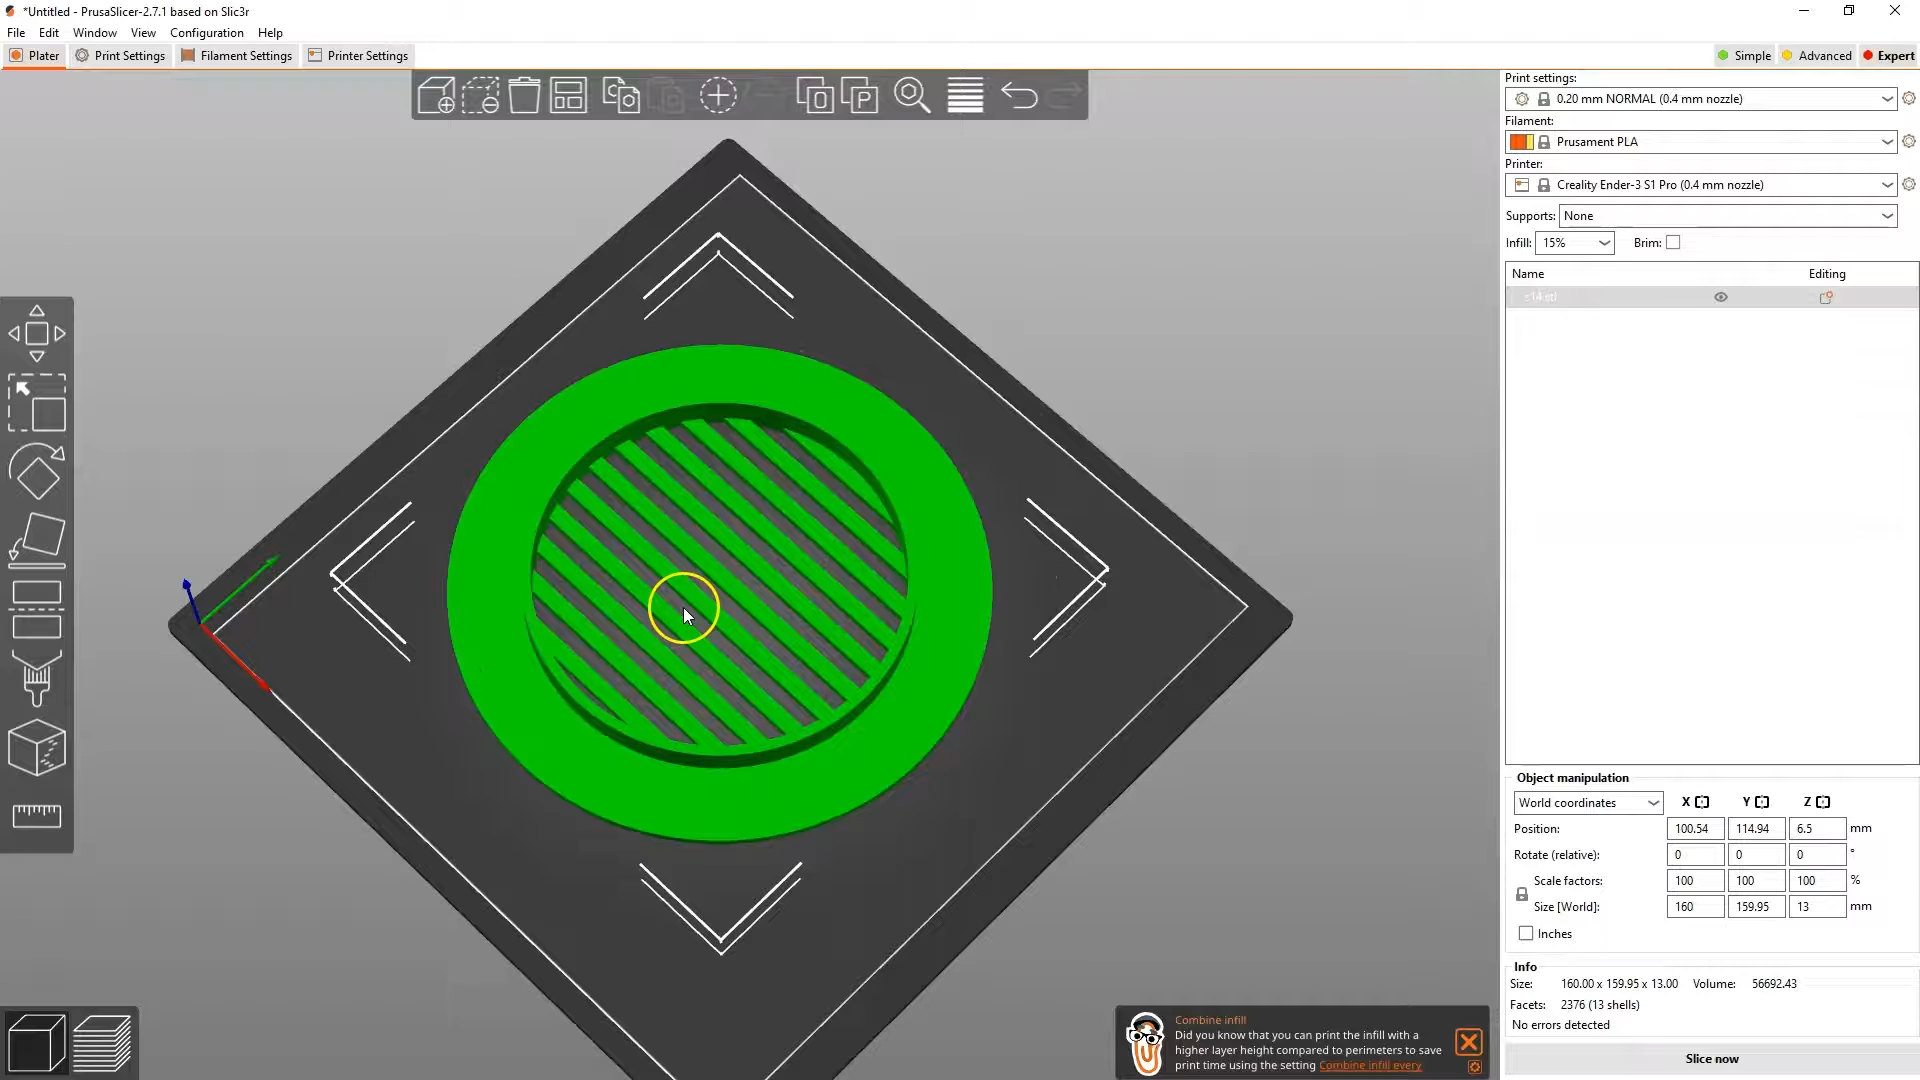 *Untitled - PrusaSlicer-2.7.1 based on Slic3r
File Edit Window View Configuration Help
Plater Print Settings Filament Settings Printer Settings Simple Advanced Expert
Print settings:
0.20 mm NORMAL (0.4 mm nozzle)
Filament:
Prusament PLA
Printer:
Creality Ender-3 S1 Pro (0.4 mm nozzle)
Supports: None
Infill: 15% Brim:
Name Editing
Object manipulation
World coordinates X Y Z
Position: 100.54 114.94 6.5 mm
Rotate (relative): 0 0 0 °
Scale factors: 100 100 100 %
Size [World]: 160 159.95 13 mm
Inches
Info
Size: 160.00 x 159.95 x 13.00 Volume: 56692.43
Facets: 2376 (13 shells)
No errors detected
Slice now
Combine infill
Did you know that you can print the infill with a
higher layer height compared to perimeters to save
print time using the setting Combine infill every